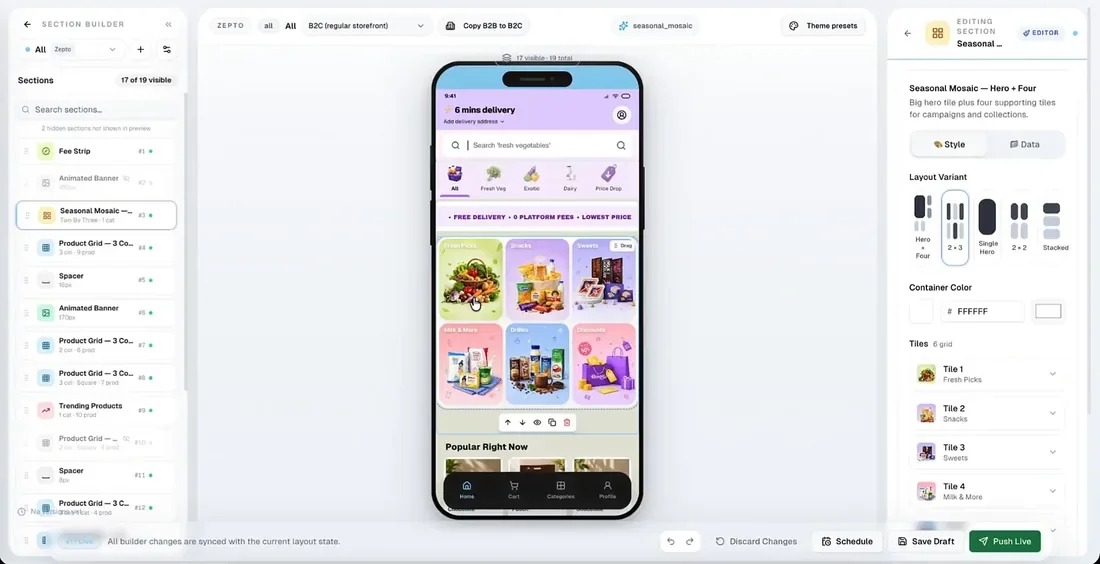 SECTION BUILDER
All Zepto
Sections 17 of 19 visible
Search sections...
2 hidden sections not shown in preview
Fee Strip #1
Animated Banner #2
Seasonal Mosaic —... #3
Two By Three · 1 cat
Product Grid — 3 Co... #4
3 cat · 9 prod
Spacer #5
16px
Animated Banner #6
170px
Product Grid — 3 Co... #7
2 cat · 6 prod
Product Grid — 3 Co... #8
3 cat · Square · 7 prod
Trending Products #9
1 cat · 10 prod
Product Grid — ... #10
Spacer #11
8px
Product Grid — 3 C... #12
ZEPTO all All B2C (regular storefront) Copy B2B to B2C seasonal_mosaic Theme presets
17 visible · 19 total
9:41
6 mins delivery
Add delivery address
Search 'fresh vegetables'
All Fresh Veg Exotic Dairy Price Drop
• FREE DELIVERY • 0 PLATFORM FEES • LOWEST PRICE
Fresh Picks Snacks Sweets Drag
Milk & More Drinks Discounts
Popular Right Now
Home Cart Categories Profile
EDITING
SECTION
Seasonal ... EDITOR
Seasonal Mosaic — Hero + Four
Big hero tile plus four supporting tiles
for campaigns and collections.
Style Data
Layout Variant
Hero + Four 2 × 3 Single Hero 2 × 2 Stacked
Container Color
# FFFFFF
Tiles 6 grid
Tile 1
Fresh Picks
Tile 2
Snacks
Tile 3
Sweets
Tile 4
Milk & More
All builder changes are synced with the current layout state. Discard Changes Schedule Save Draft Push Live